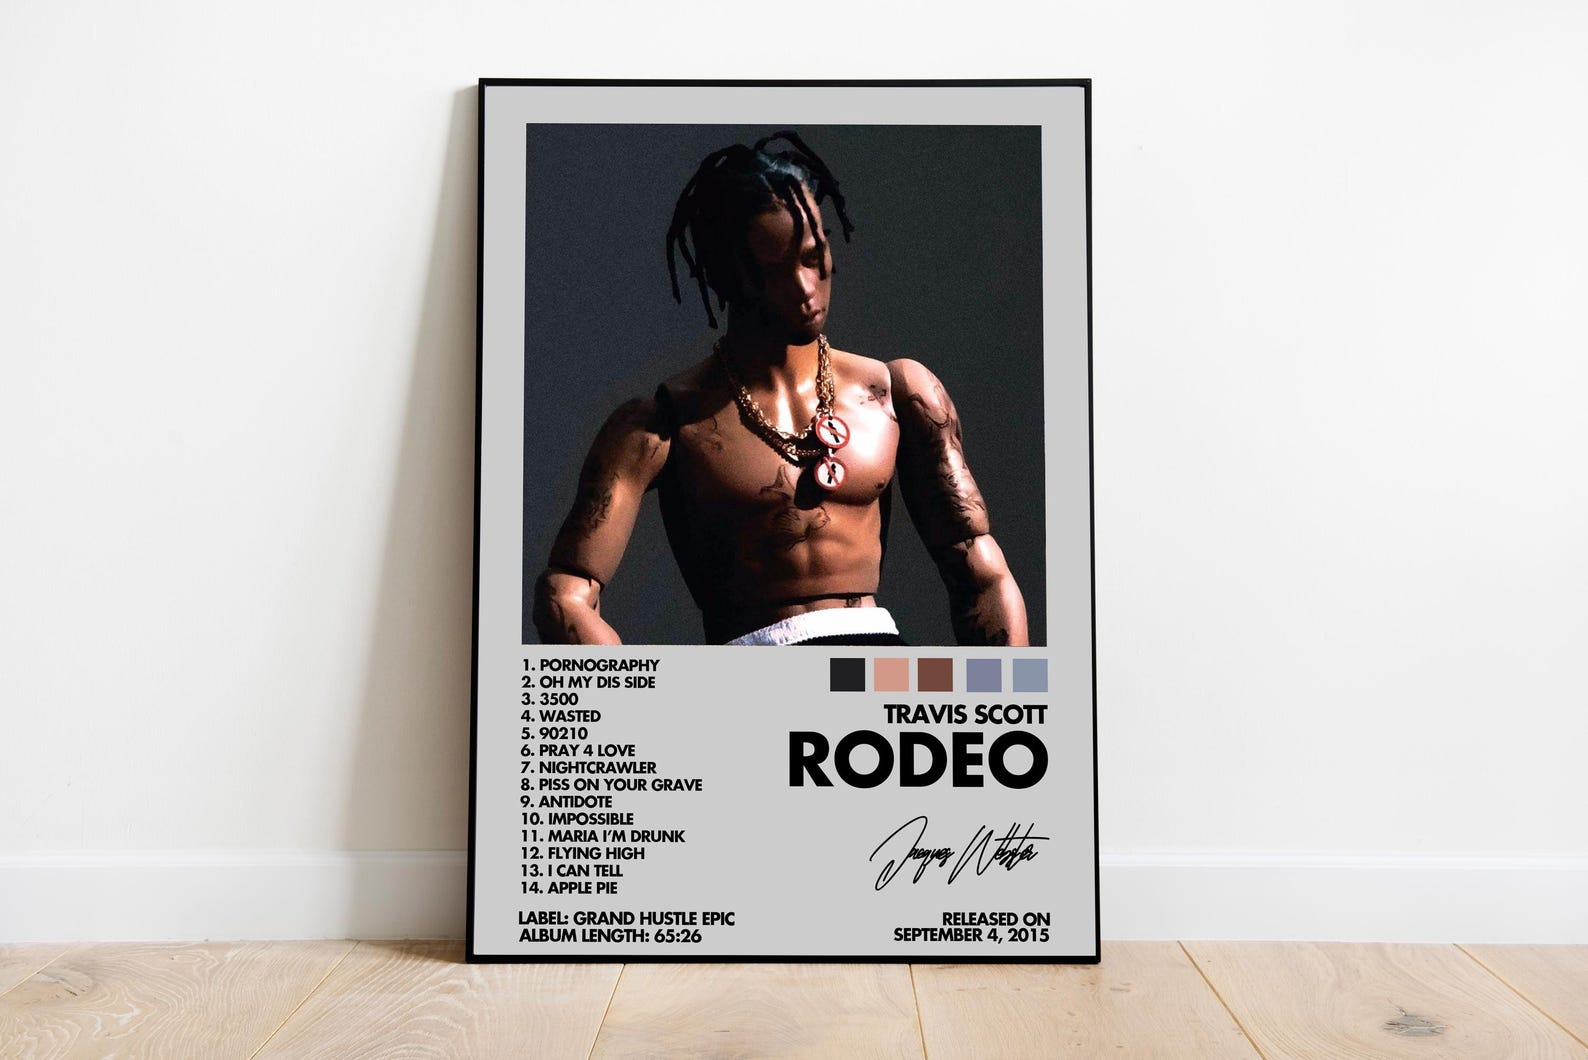 1. PORNOGRAPHY
2. OH MY DIS SIDE
3. 3500
4. WASTED
5. 90210
6. PRAY 4 LOVE
7. NIGHTCRAWLER
8. PISS ON YOUR GRAVE
9. ANTIDOTE
10. IMPOSSIBLE
11. MARIA I'M DRUNK
12. FLYING HIGH
13. I CAN TELL
14. APPLE PIE
LABEL: GRAND HUSTLE EPIC
ALBUM LENGTH: 65:26
TRAVIS SCOTT
RODEO
Jacques Webster
RELEASED ON
SEPTEMBER 4, 2015